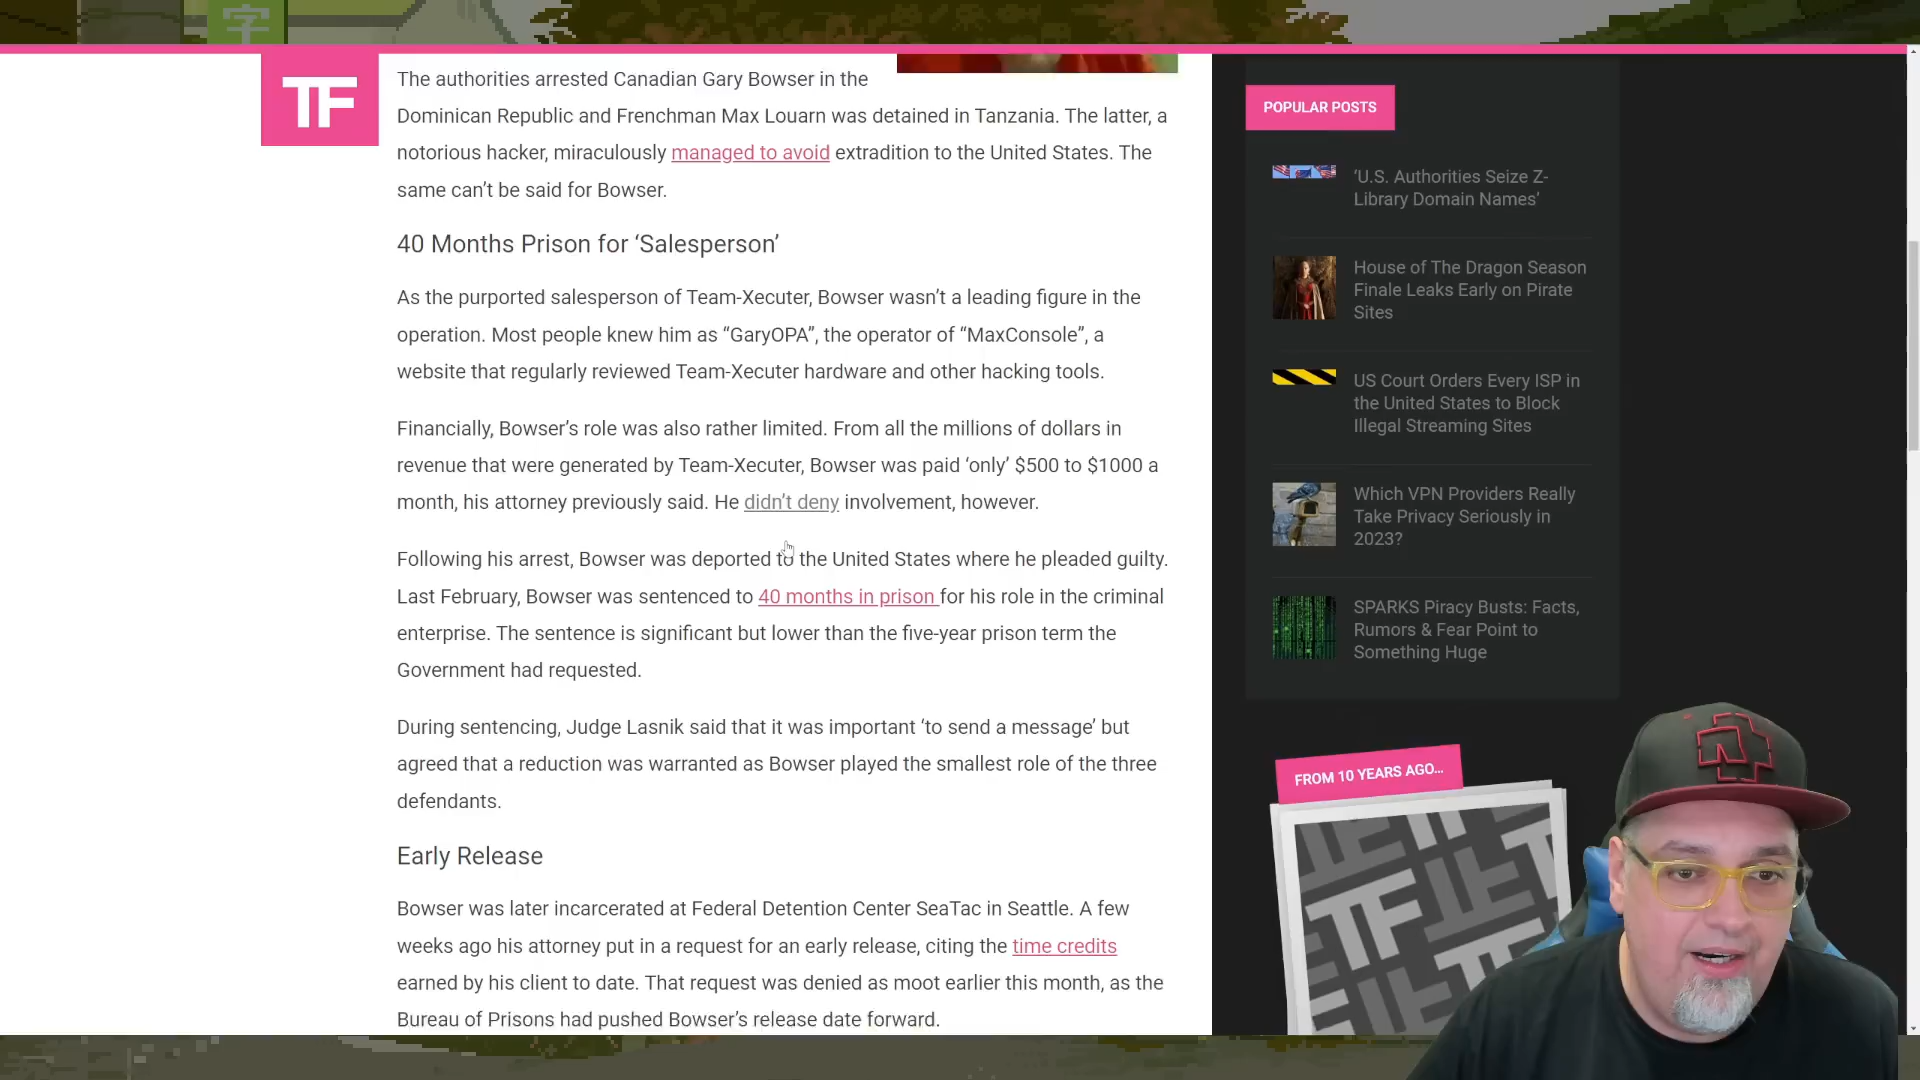 字
TF
The authorities arrested Canadian Gary Bowser in the
Dominican Republic and Frenchman Max Louarn was detained in Tanzania. The latter, a
notorious hacker, miraculously managed to avoid extradition to the United States. The
same can’t be said for Bowser.
40 Months Prison for ‘Salesperson’
As the purported salesperson of Team-Xecuter, Bowser wasn’t a leading figure in the
operation. Most people knew him as “GaryOPA”, the operator of “MaxConsole”, a
website that regularly reviewed Team-Xecuter hardware and other hacking tools.
Financially, Bowser’s role was also rather limited. From all the millions of dollars in
revenue that were generated by Team-Xecuter, Bowser was paid ‘only’ $500 to $1000 a
month, his attorney previously said. He didn’t deny involvement, however.
Following his arrest, Bowser was deported to the United States where he pleaded guilty.
Last February, Bowser was sentenced to 40 months in prison for his role in the criminal
enterprise. The sentence is significant but lower than the five-year prison term the
Government had requested.
During sentencing, Judge Lasnik said that it was important ‘to send a message’ but
agreed that a reduction was warranted as Bowser played the smallest role of the three
defendants.
Early Release
Bowser was later incarcerated at Federal Detention Center SeaTac in Seattle. A few
weeks ago his attorney put in a request for an early release, citing the time credits
earned by his client to date. That request was denied as moot earlier this month, as the
Bureau of Prisons had pushed Bowser’s release date forward.
POPULAR POSTS
‘U.S. Authorities Seize Z-
Library Domain Names’
House of The Dragon Season
Finale Leaks Early on Pirate
Sites
US Court Orders Every ISP in
the United States to Block
Illegal Streaming Sites
Which VPN Providers Really
Take Privacy Seriously in
2023?
SPARKS Piracy Busts: Facts,
Rumors & Fear Point to
Something Huge
FROM 10 YEARS AGO…
TF